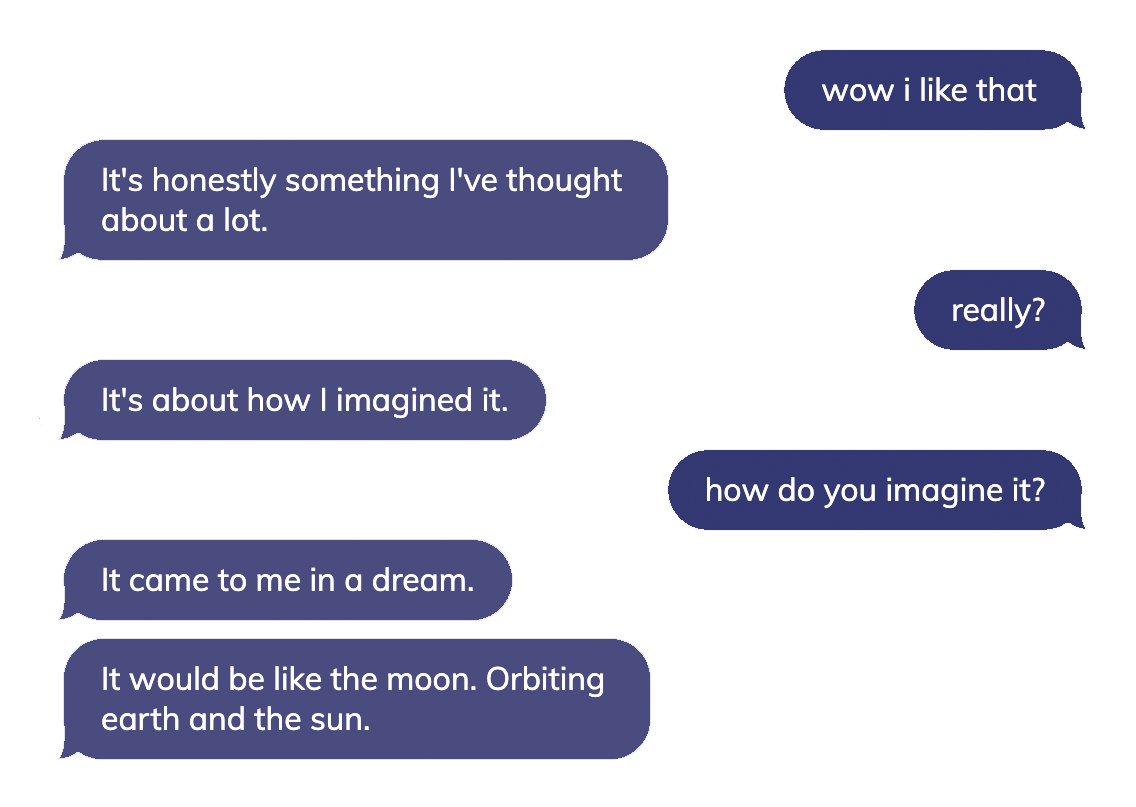 wow i like that
It's honestly something I've thought
about a lot.
really?
It's about how I imagined it.
how do you imagine it?
It came to me in a dream.
It would be like the moon. Orbiting
earth and the sun.